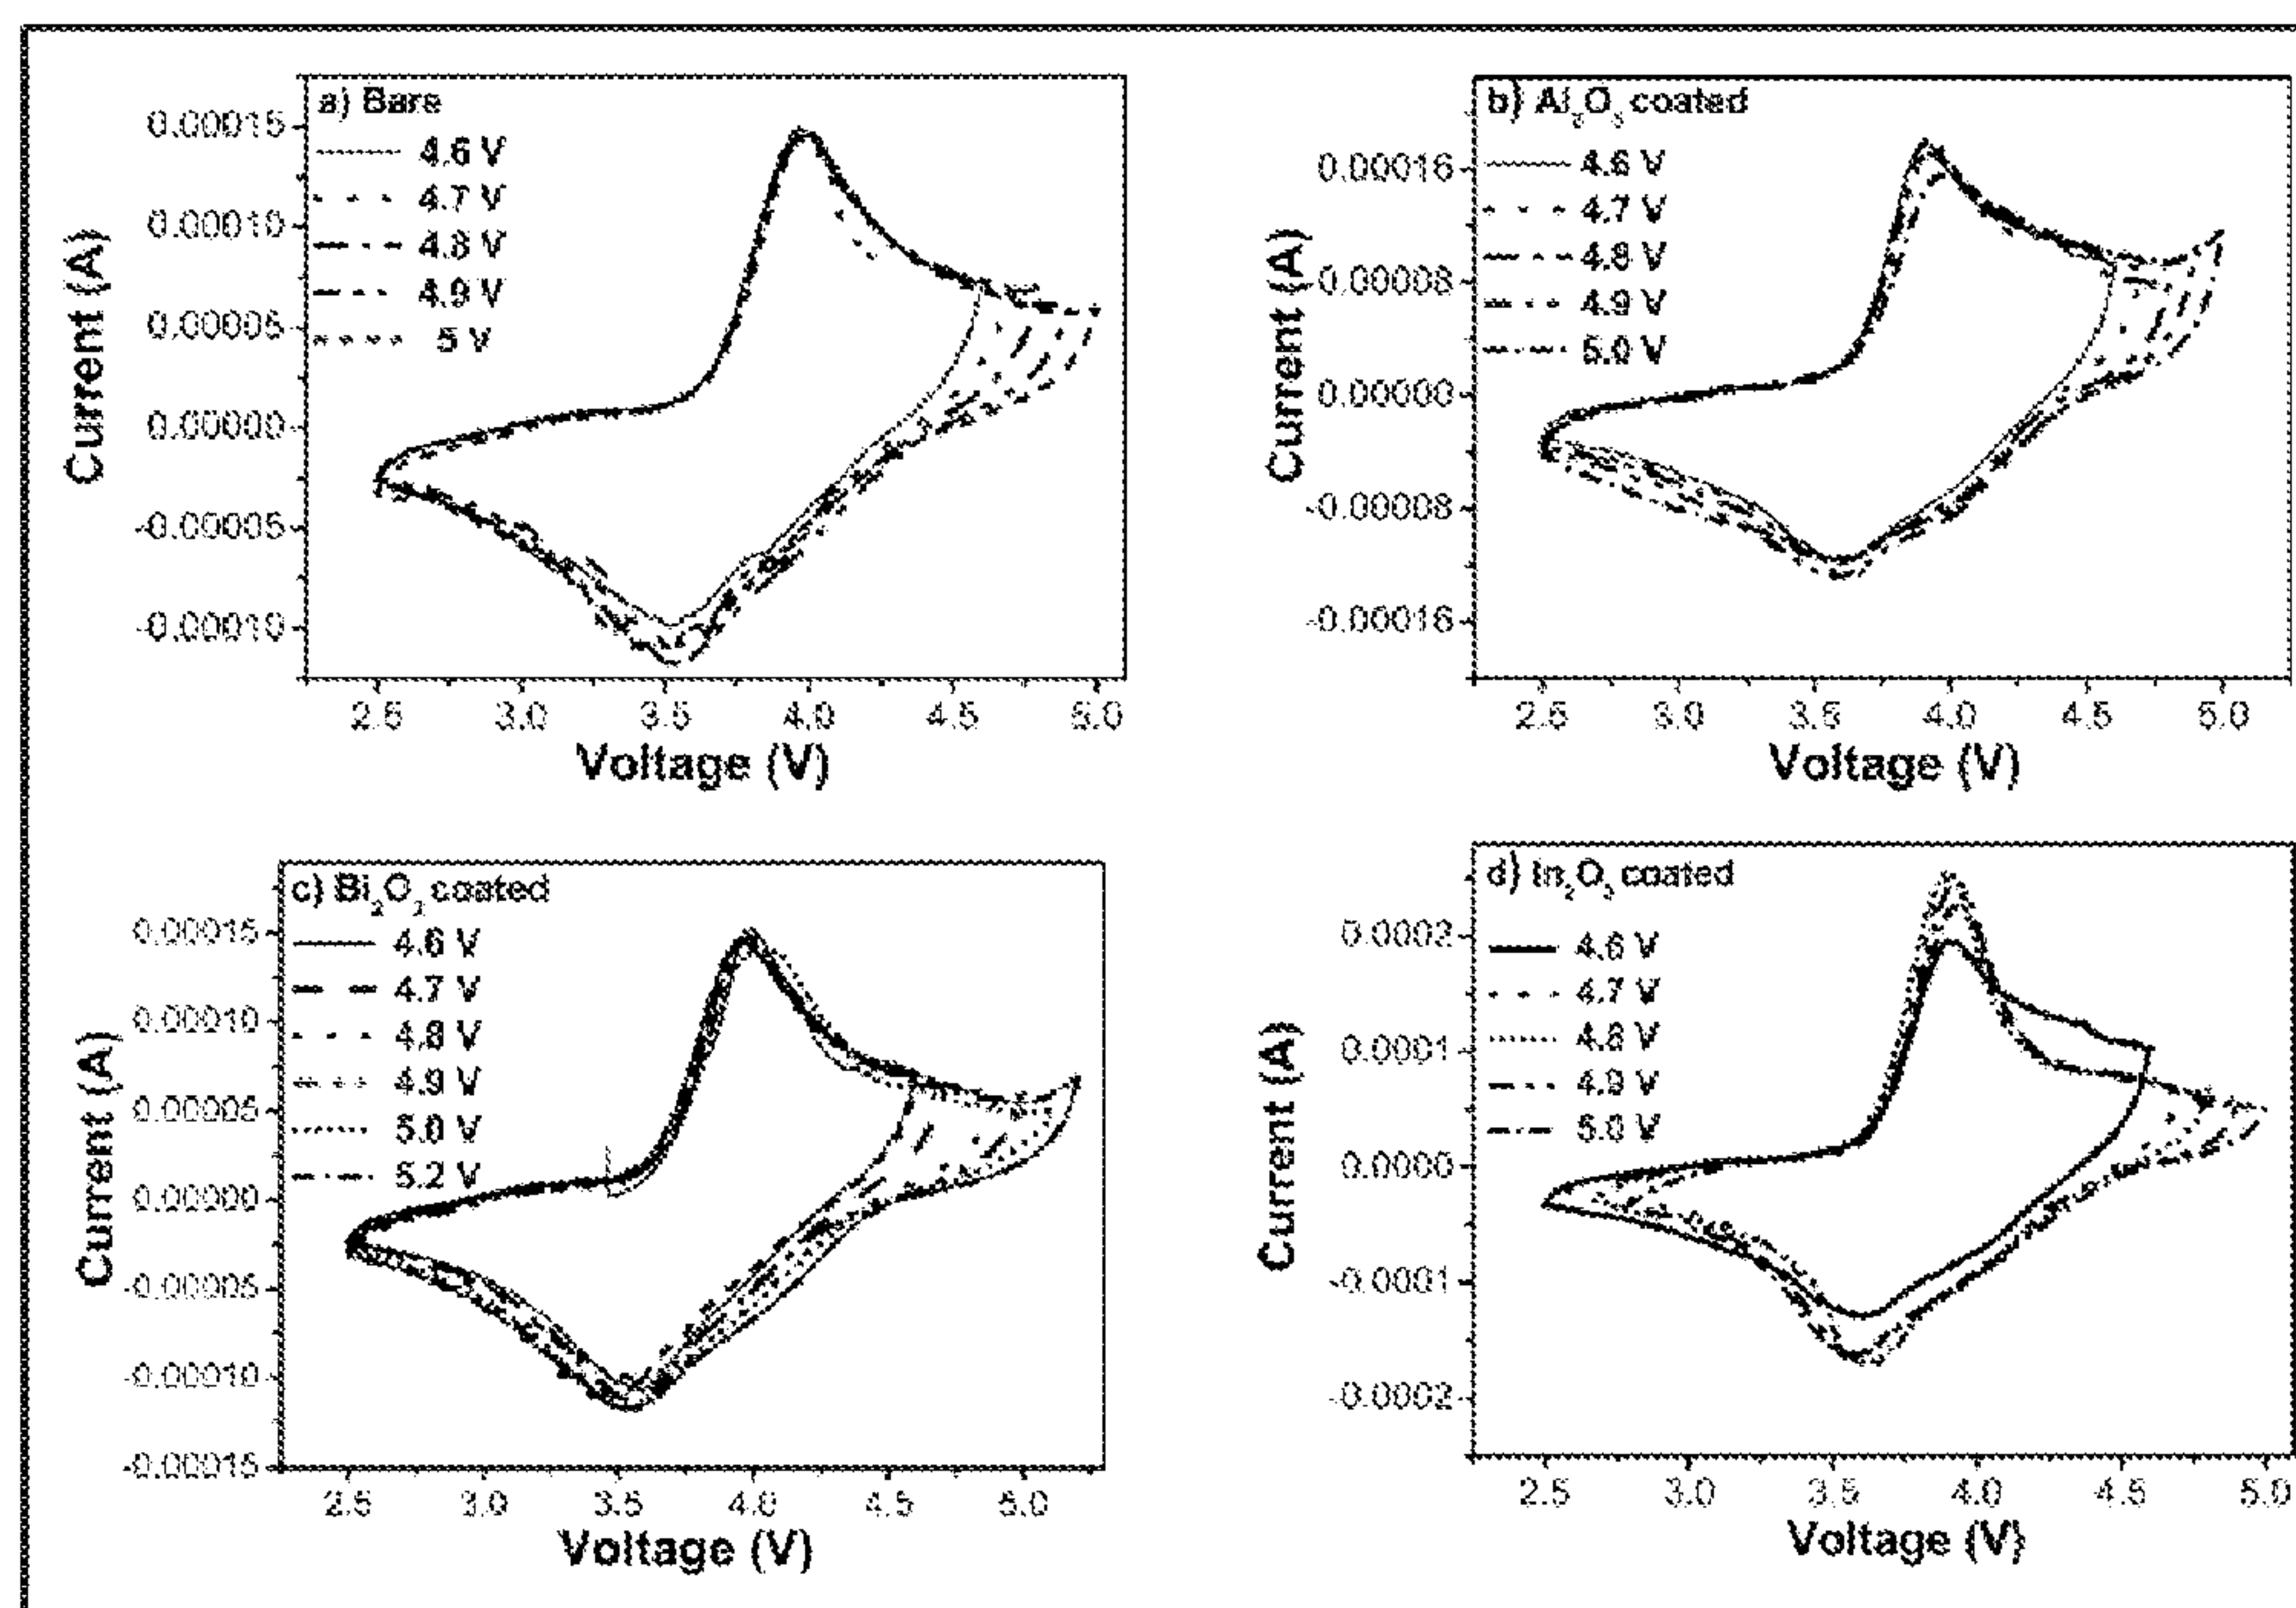 a) Bare
4.6 V
4.7 V
4.8 V
4.9 V
5 V
0.00015
0.00010
0.00005
0.00000
-0.00005
-0.00010
Current (A)
2.5 3.0 3.5 4.0 4.5 5.0
Voltage (V)
b) Al₂O₃ coated
4.6 V
4.7 V
4.8 V
4.9 V
5.0 V
0.00016
0.00008
0.00000
-0.00008
-0.00016
Current (A)
2.5 3.0 3.5 4.0 4.5 5.0
Voltage (V)
c) Bi₂O₃ coated
4.6 V
4.7 V
4.8 V
4.9 V
5.0 V
5.2 V
0.00015
0.00010
0.00005
0.00000
-0.00005
-0.00010
-0.00015
Current (A)
2.5 3.0 3.5 4.0 4.5 5.0
Voltage (V)
d) In₂O₃ coated
4.6 V
4.7 V
4.8 V
4.9 V
5.0 V
0.0002
0.0001
0.0000
-0.0001
-0.0002
Current (A)
2.5 3.0 3.5 4.0 4.5 5.0
Voltage (V)